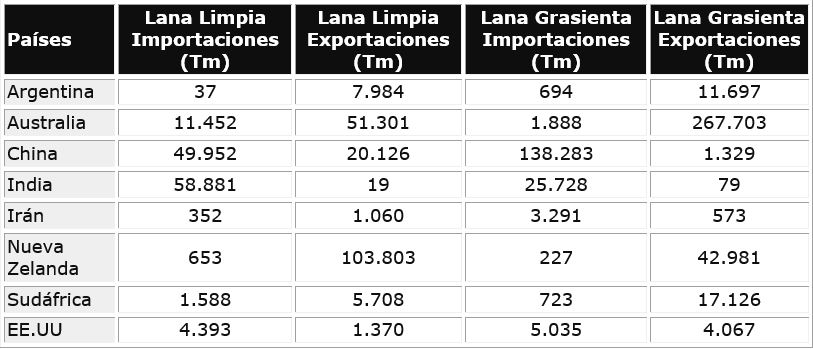 Países Lana Limpia Importaciones (Tm) Lana Limpia Exportaciones (Tm) Lana Grasienta Importaciones (Tm) Lana Grasienta Exportaciones (Tm)
Argentina 37 7.984 694 11.697
Australia 11.452 51.301 1.888 267.703
China 49.952 20.126 138.283 1.329
India 58.881 19 25.728 79
Irán 352 1.060 3.291 573
Nueva Zelanda 653 103.803 227 42.981
Sudáfrica 1.588 5.708 723 17.126
EE.UU 4.393 1.370 5.035 4.067